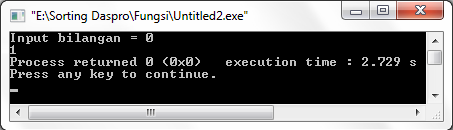 "E:\Sorting Daspro\Fungsi\Untitled2.exe"
Input bilangan = 0
1
Process returned 0 (0x0)   execution time : 2.729 s
Press any key to continue.